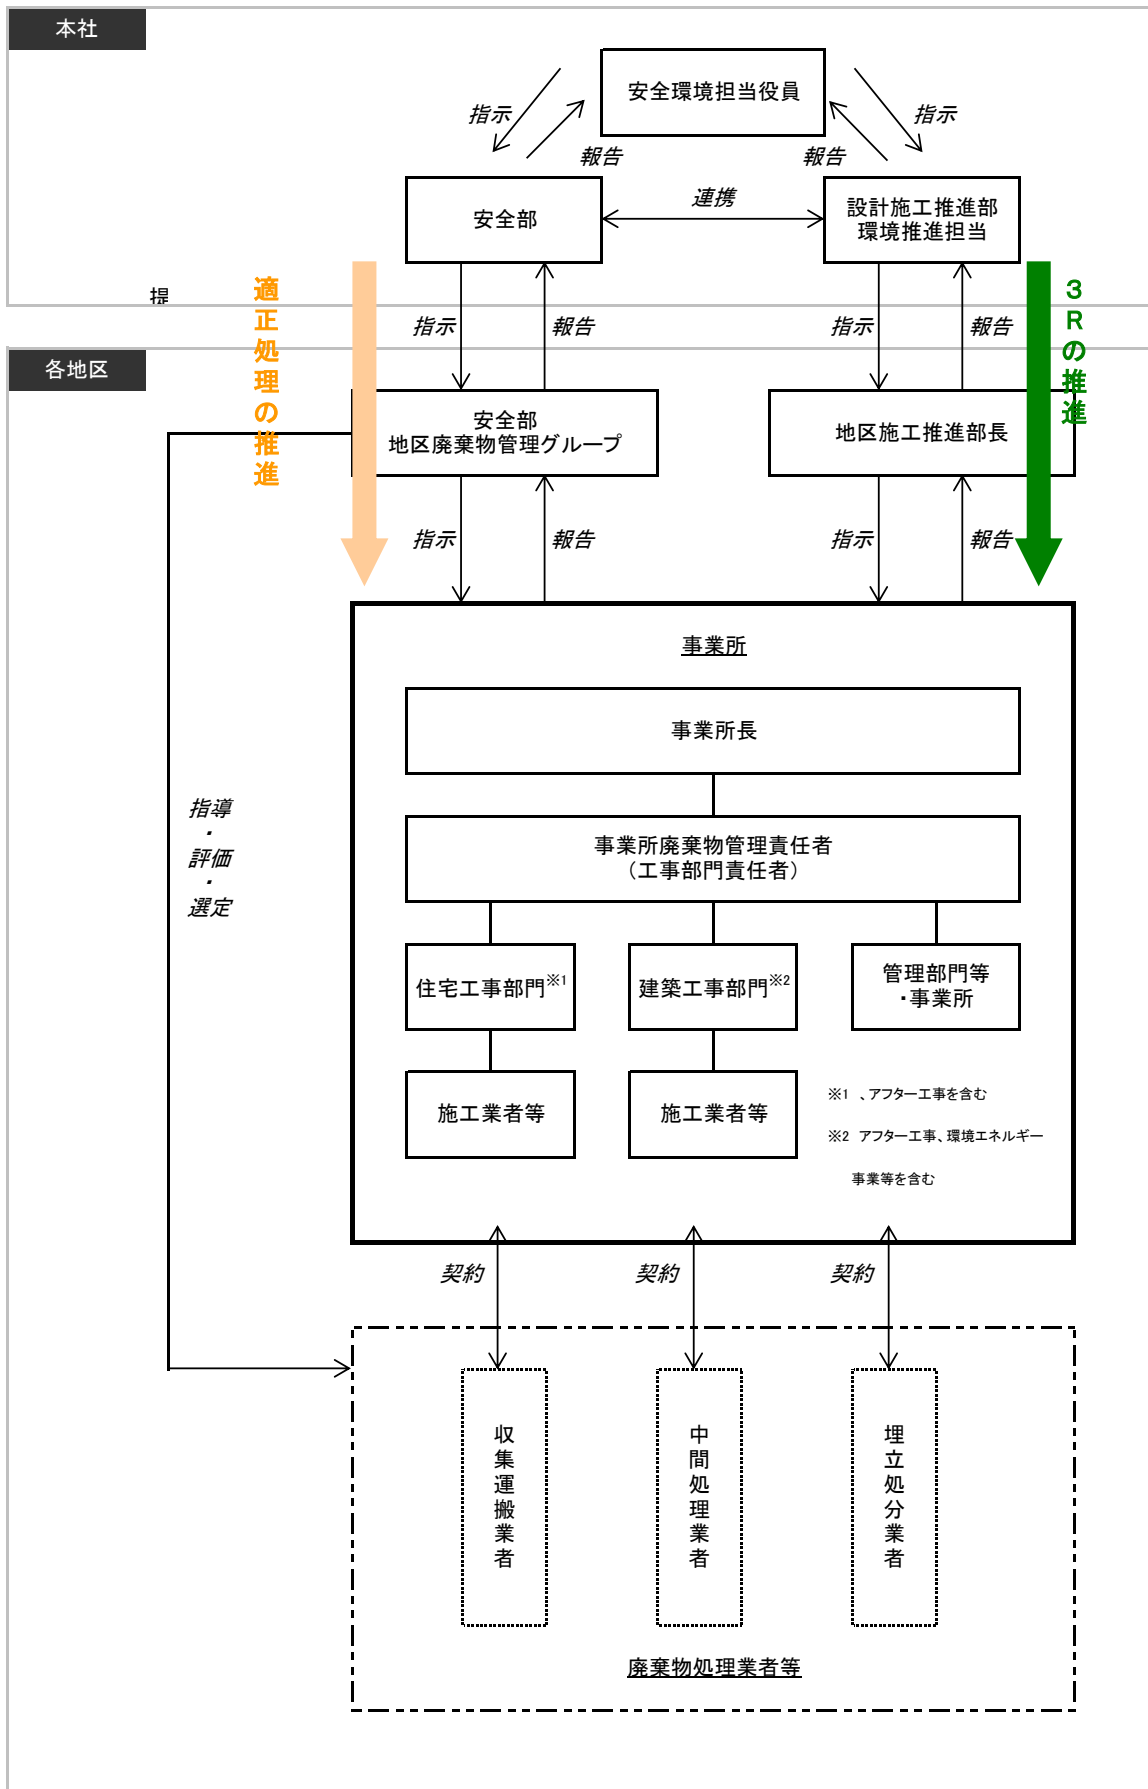 本社
安全環境担当役員
指示
報告
報告
指示
安全部
連携
設計施工推進部
環境推進担当
提
適正処理の推進
3Rの推進
指示
報告
指示
報告
各地区
安全部
地区廃棄物管理グループ
地区施工推進部長
指示
報告
指示
報告
事業所
事業所長
指導
・
評価
・
選定
事業所廃棄物管理責任者
(工事部門責任者)
住宅工事部門※1
建築工事部門※2
管理部門等
・事業所
施工業者等
施工業者等
※1 、アフター工事を含む
※2 アフター工事、環境エネルギー
事業等を含む
契約
契約
契約
収集運搬業者
中間処理業者
埋立処分業者
廃棄物処理業者等